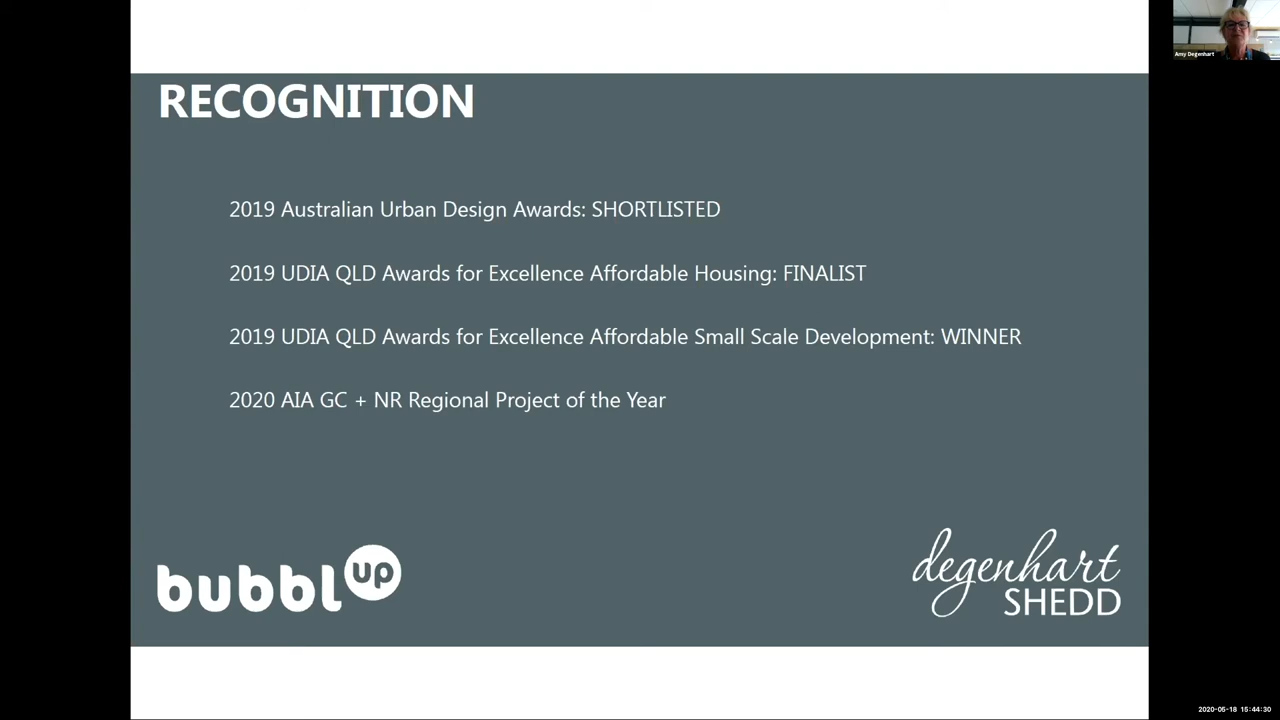 Amy Degenhart
RECOGNITION
2019 Australian Urban Design Awards: SHORTLISTED
2019 UDIA QLD Awards for Excellence Affordable Housing: FINALIST
2019 UDIA QLD Awards for Excellence Affordable Small Scale Development: WINNER
2020 AIA GC + NR Regional Project of the Year
bubbl up
degenhart
SHEDD
2020-05-18 15:44:30